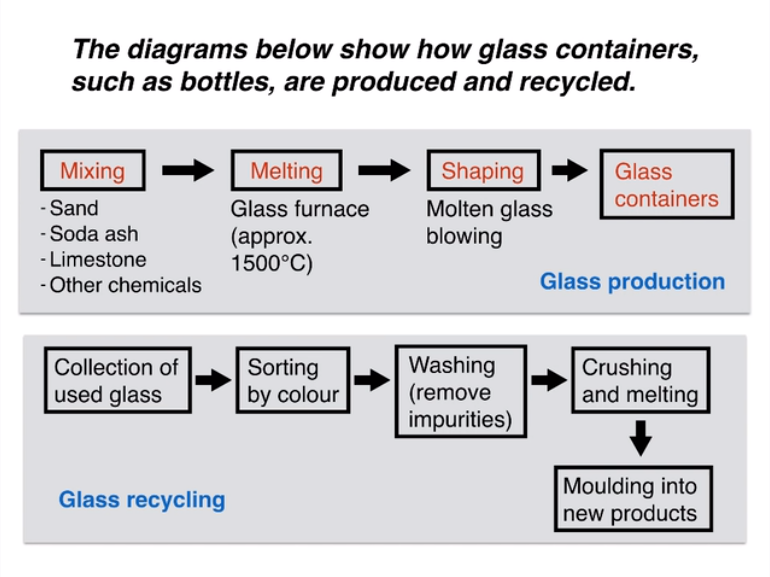 The diagrams below show how glass containers,
such as bottles, are produced and recycled.
Mixing
- Sand
- Soda ash
- Limestone
- Other chemicals
Melting
Glass furnace
(approx.
1500°C)
Shaping
Molten glass
blowing
Glass
containers
Glass production
Collection of
used glass
Sorting
by colour
Washing
(remove
impurities)
Crushing
and melting
Moulding into
new products
Glass recycling